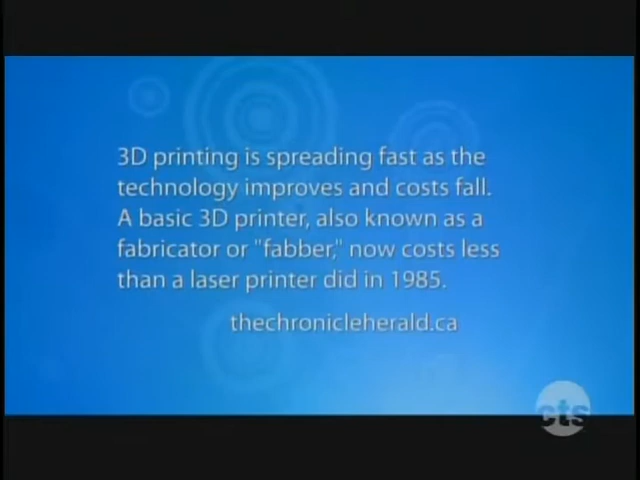 3D printing is spreading fast as the
technology improves and costs fall.
A basic 3D printer, also known as a
fabricator or "fabber," now costs less
than a laser printer did in 1985.
thechronicleherald.ca
cts